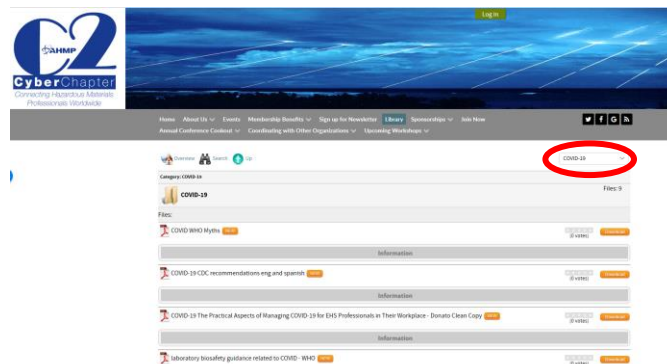 Log in
C2
AHMP
CyberChapter
Connecting Hazardous Materials
Professionals Worldwide
Home About Us Events Membership Benefits Sign up for Newsletter Library Sponsorships Join Now
Annual Conference Cookout Coordinating with Other Organizations Upcoming Workshops
Overview Search Up
COVID-19
Category: COVID-19
COVID-19
Files: 9
Files:
COVID WHO Myths
(0 votes)
Download
Information
COVID-19 CDC recommendations eng and spanish
(0 votes)
Download
Information
COVID-19 The Practical Aspects of Managing COVID-19 for EHS Professionals in Their Workplace - Donato Clean Copy
(0 votes)
Download
Information
laboratory biosafety guidance related to COVID - WHO
(0 votes)
Download